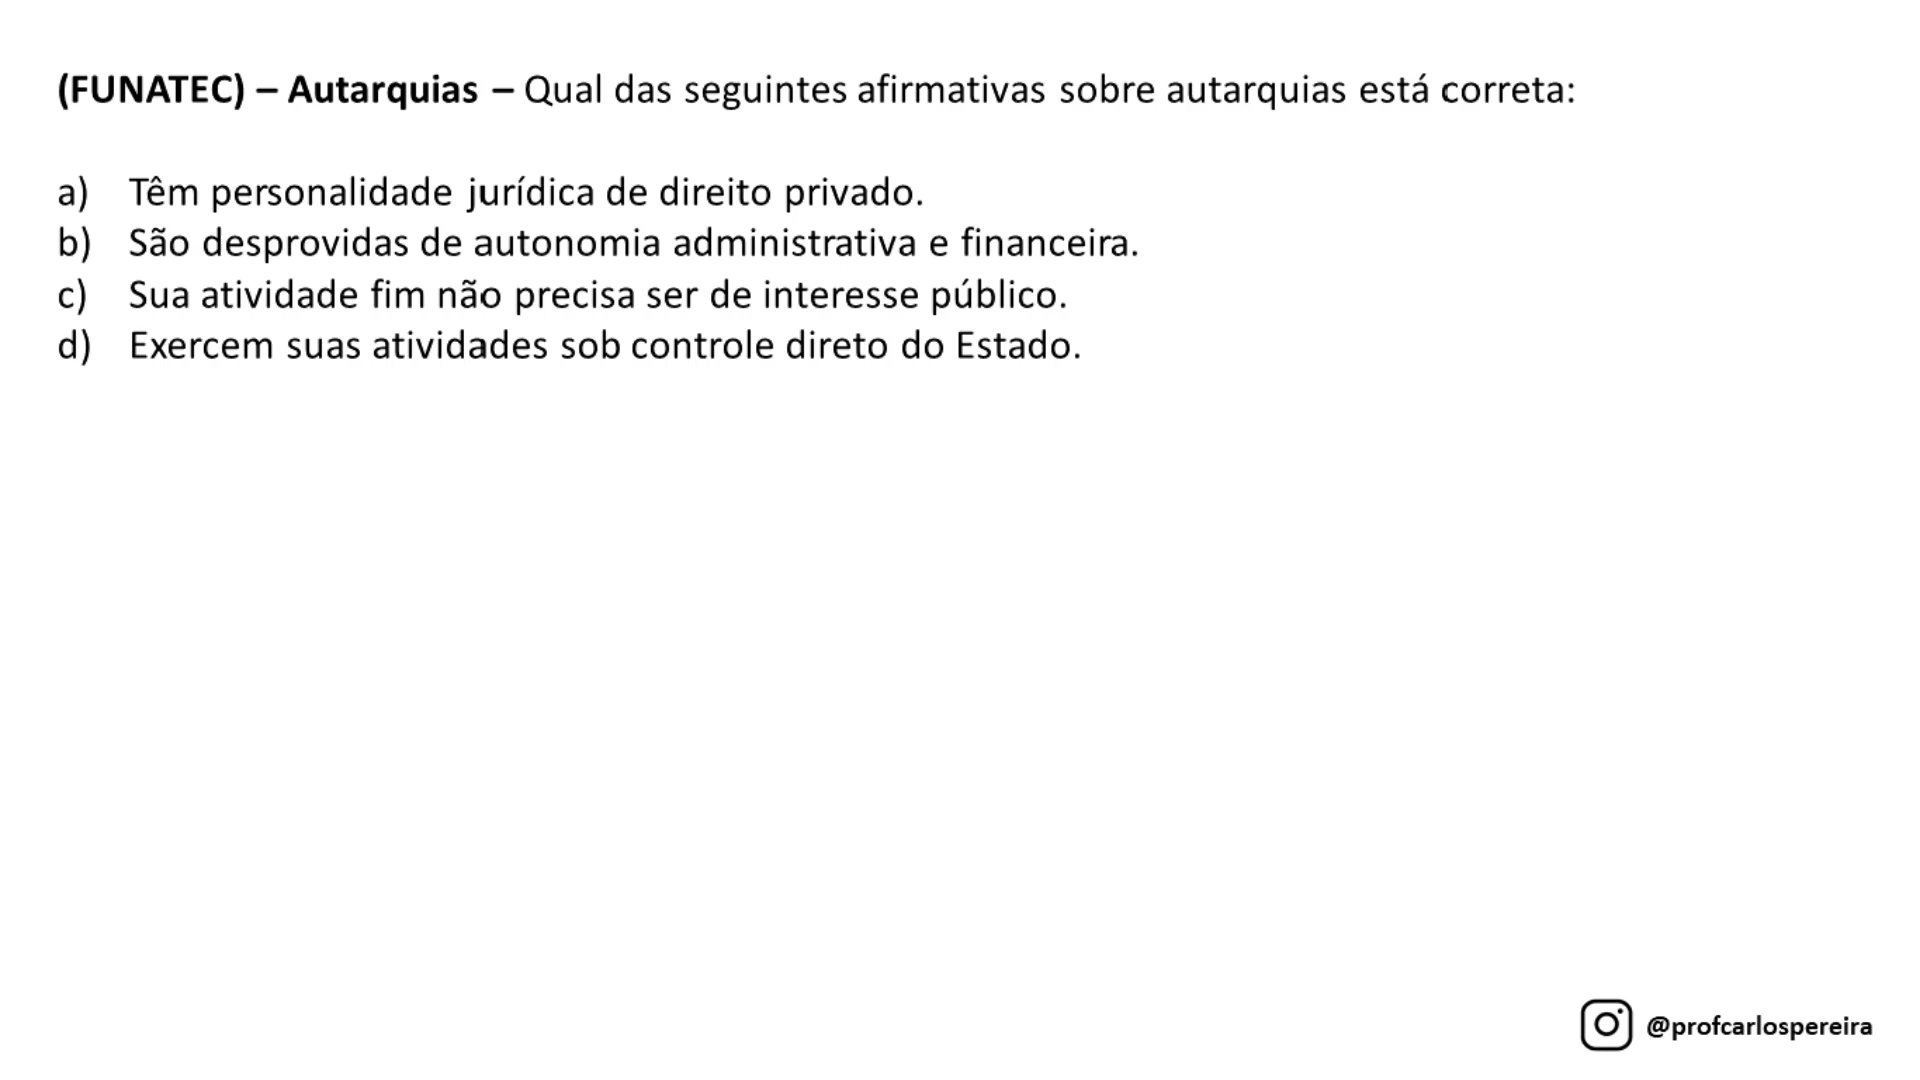 (FUNATEC) – Autarquias – Qual das seguintes afirmativas sobre autarquias está correta:
a) Têm personalidade jurídica de direito privado.
b) São desprovidas de autonomia administrativa e financeira.
c) Sua atividade fim não precisa ser de interesse público.
d) Exercem suas atividades sob controle direto do Estado.
@profcarlospereira